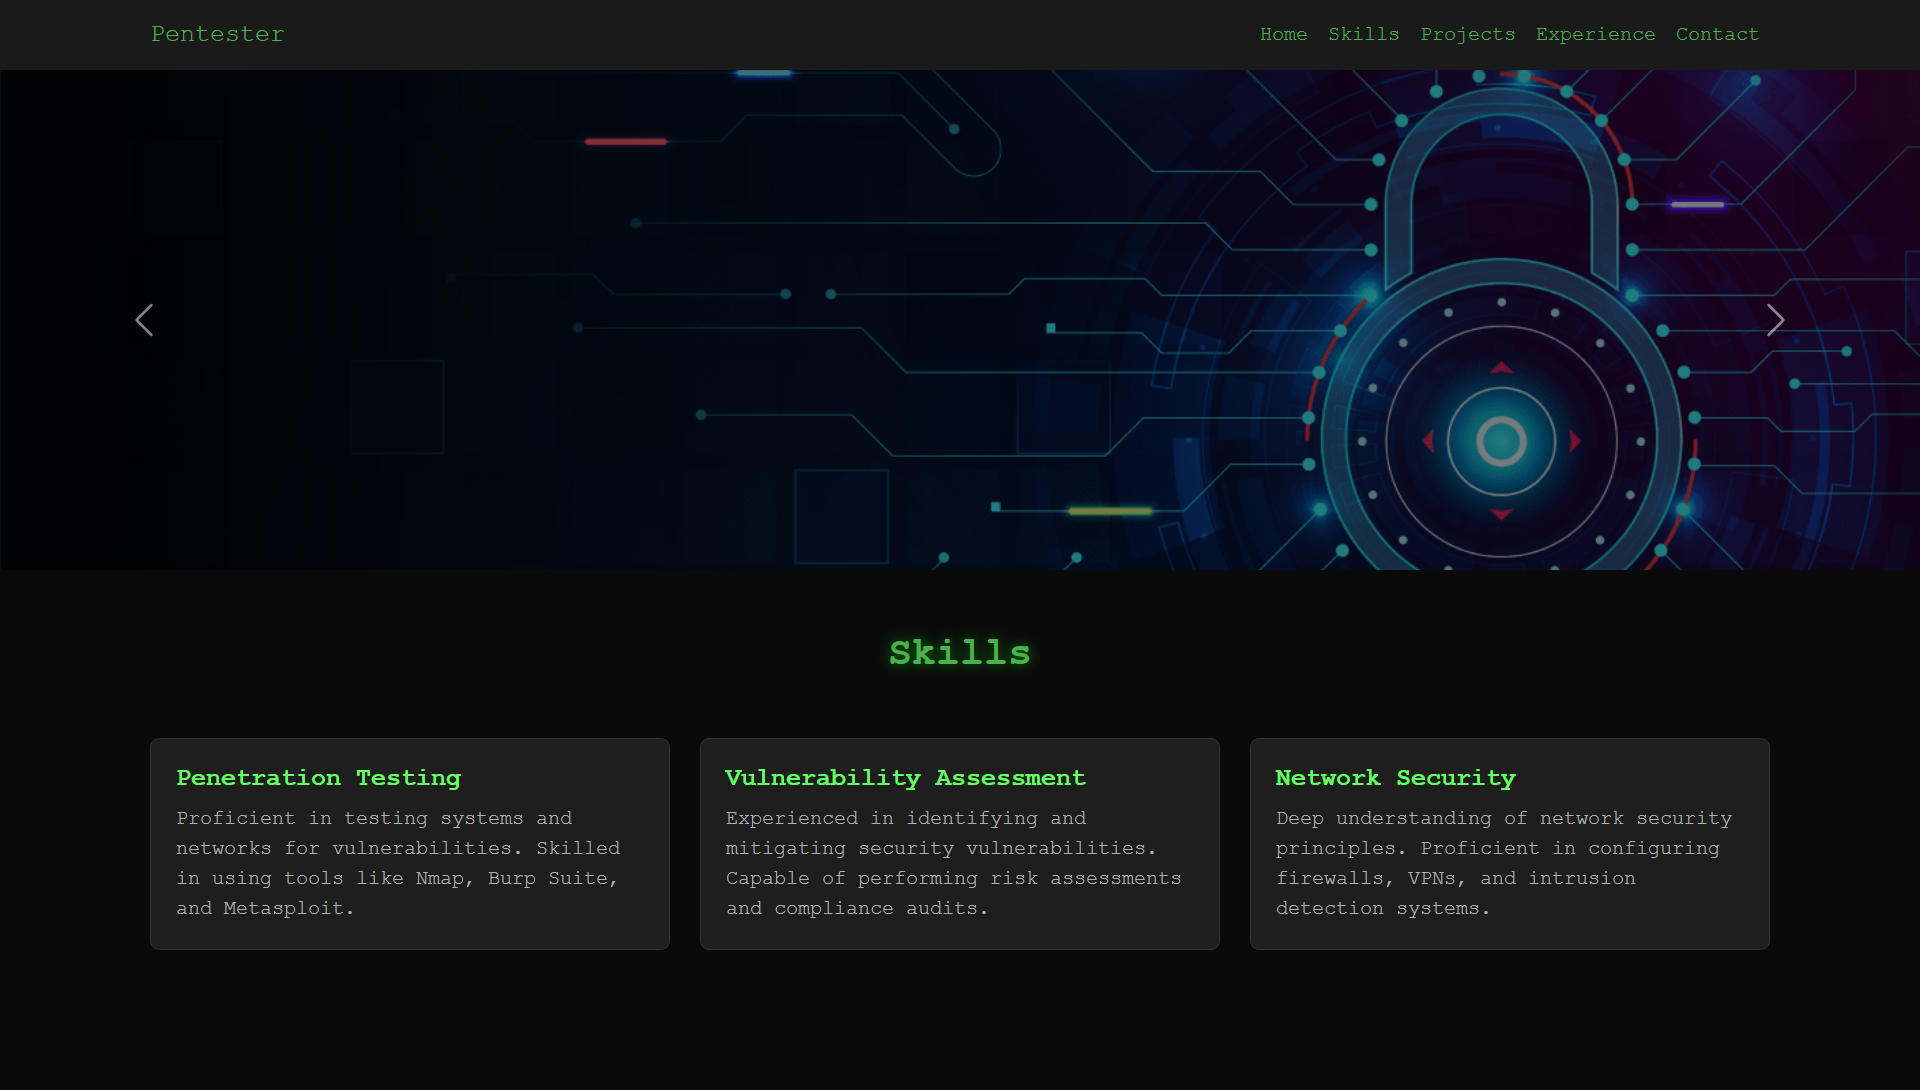 Pentester
Home Skills Projects Experience Contact
Skills
Penetration Testing
Proficient in testing systems and
networks for vulnerabilities. Skilled
in using tools like Nmap, Burp Suite,
and Metasploit.
Vulnerability Assessment
Experienced in identifying and
mitigating security vulnerabilities.
Capable of performing risk assessments
and compliance audits.
Network Security
Deep understanding of network security
principles. Proficient in configuring
firewalls, VPNs, and intrusion
detection systems.